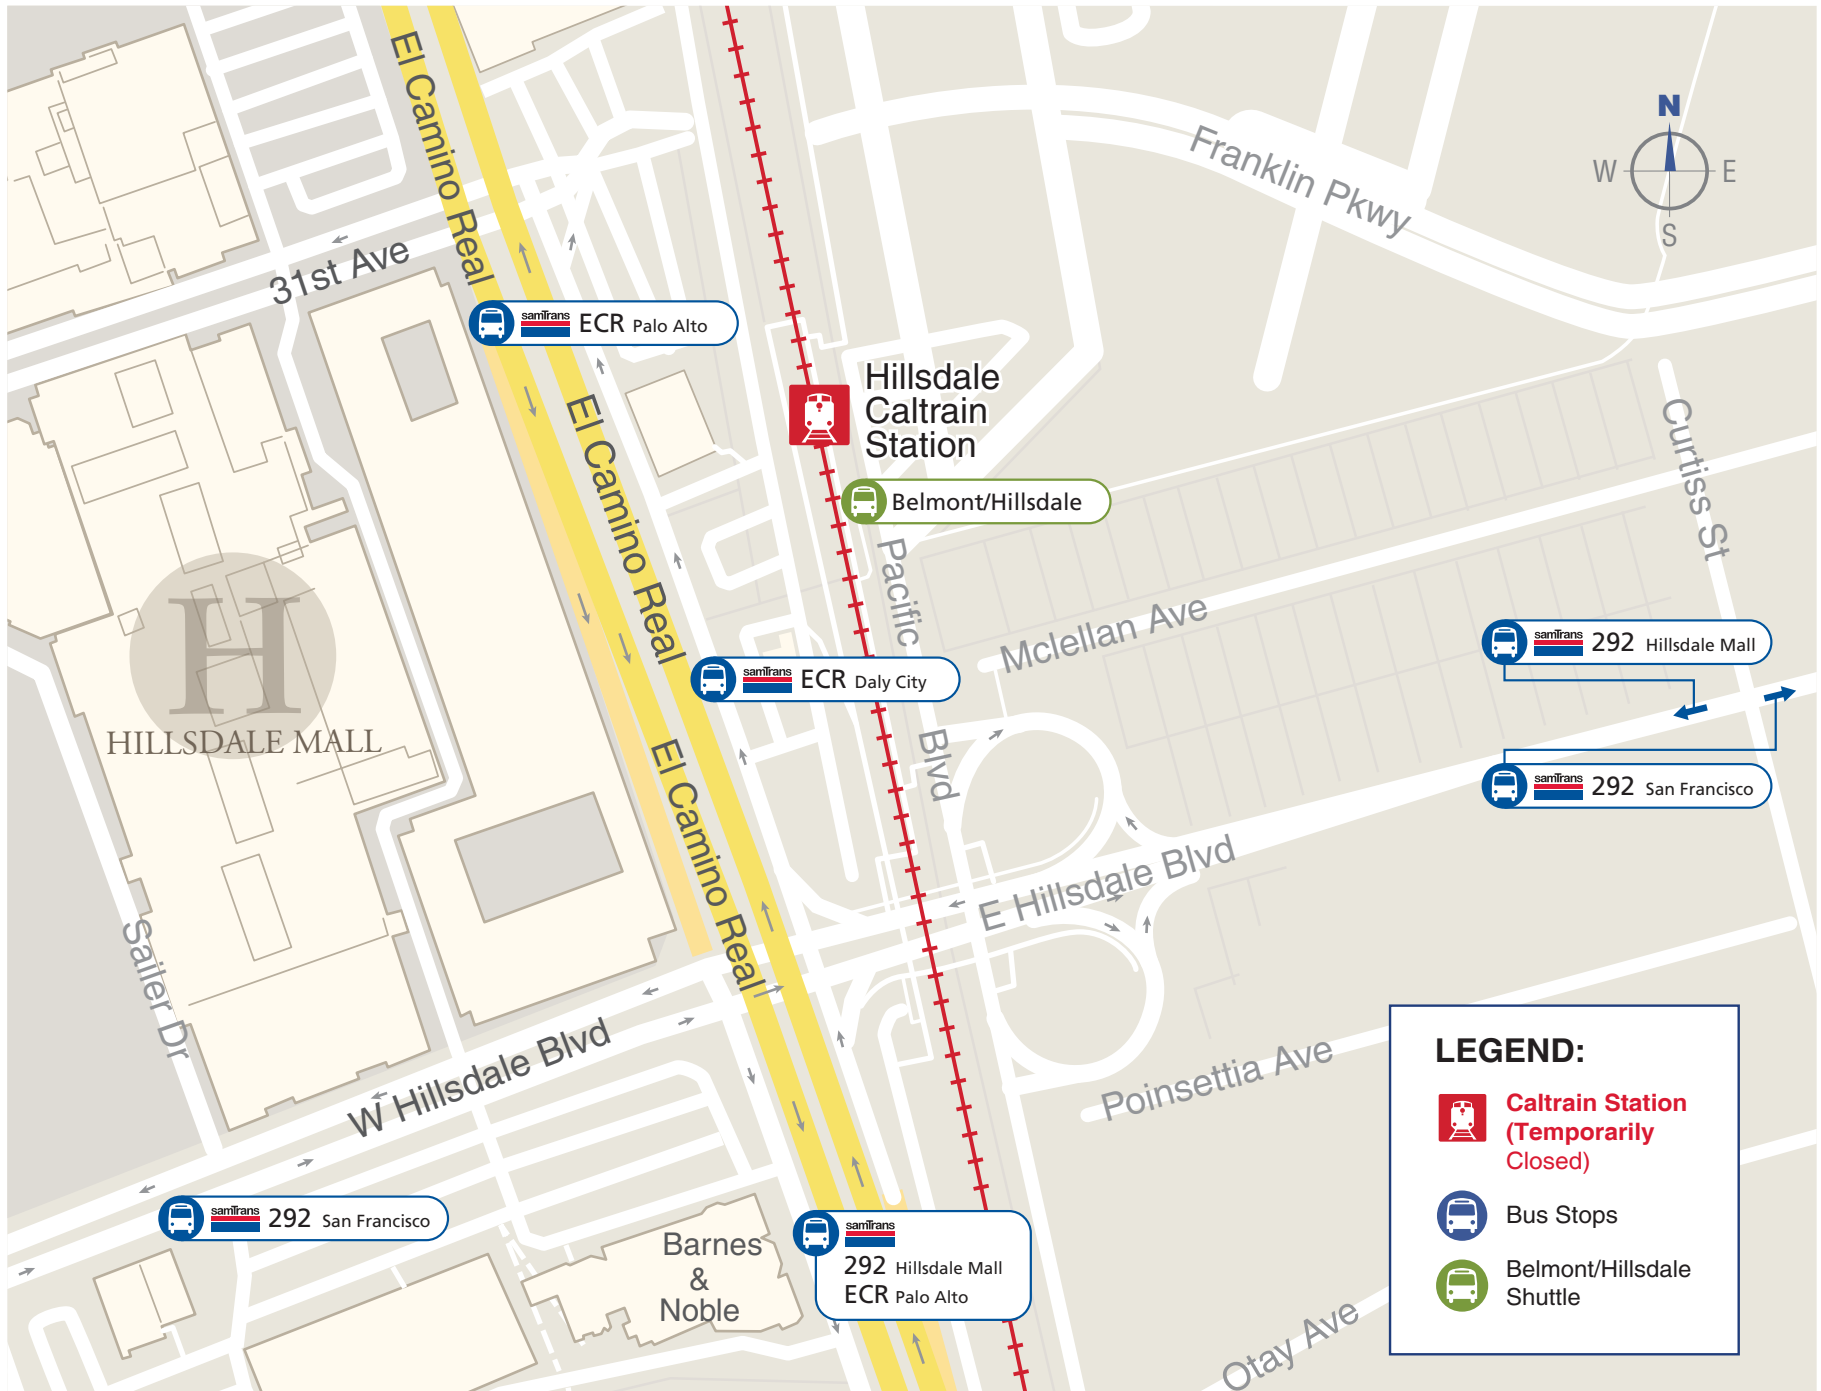 El Camino Real
31st Ave
Franklin Pkwy
N
W
E
S
samTrans ECR Palo Alto
Hillsdale
Caltrain
Station
El Camino Real
Curtiss St
Belmont/Hillsdale
Pacific
Blvd
Mclellan Ave
H
HILLSDALE MALL
samTrans ECR Daly City
samTrans 292 Hillsdale Mall
samTrans 292 San Francisco
El Camino Real
E Hillsdale Blvd
Sailer Dr
W Hillsdale Blvd
Poinsettia Ave
samTrans 292 San Francisco
Barnes
&
Noble
samTrans
292 Hillsdale Mall
ECR Palo Alto
Otay Ave
LEGEND:
Caltrain Station
(Temporarily
Closed)
Bus Stops
Belmont/Hillsdale
Shuttle